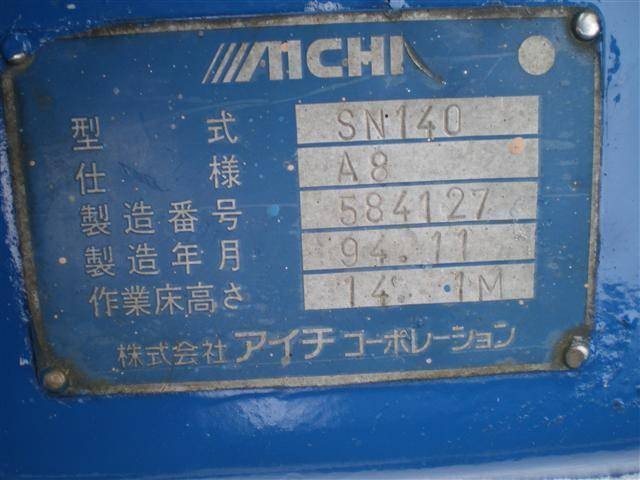 AICHI
型式 SN140
仕様 A8
製造番号 584127
製造年月 94.11
作業床高さ 14.1M
株式会社 アイチ コーポレーション